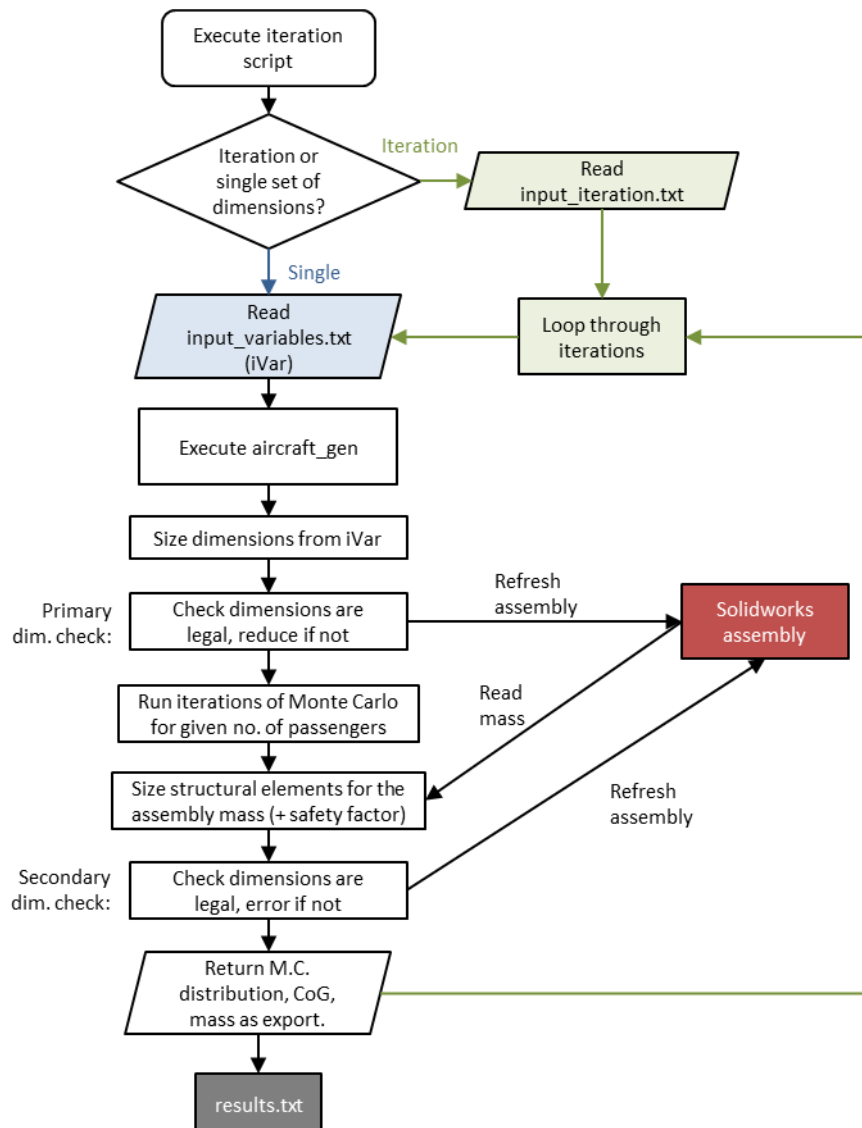 Execute iteration
script
Iteration or
single set of
dimensions?
Iteration
Read
input_iteration.txt
Single
Read
input_variables.txt
(iVar)
Loop through
iterations
Execute aircraft_gen
Size dimensions from iVar
Primary
dim. check:
Check dimensions are
legal, reduce if not
Refresh
assembly
Solidworks
assembly
Run iterations of Monte Carlo
for given no. of passengers
Read
mass
Size structural elements for the
assembly mass (+ safety factor)
Refresh
assembly
Secondary
dim. check:
Check dimensions are
legal, error if not
Return M.C.
distribution, CoG,
mass as export.
results.txt